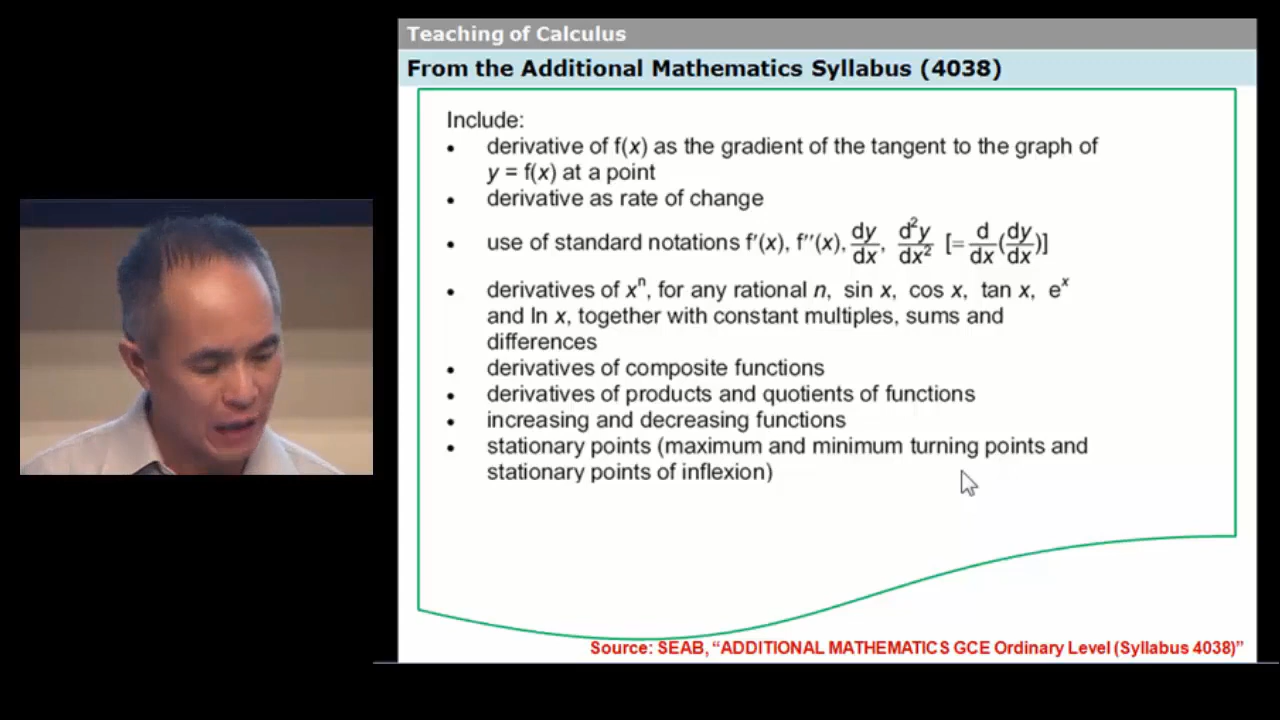 Teaching of Calculus
From the Additional Mathematics Syllabus (4038)
Include:
• derivative of f(x) as the gradient of the tangent to the graph of
y = f(x) at a point
• derivative as rate of change
• use of standard notations f′(x), f′′(x), dy/dx, d²y/dx² [= d/dx(dy/dx)]
• derivatives of xⁿ, for any rational n, sin x, cos x, tan x, eˣ
and ln x, together with constant multiples, sums and
differences
• derivatives of composite functions
• derivatives of products and quotients of functions
• increasing and decreasing functions
• stationary points (maximum and minimum turning points and
stationary points of inflexion)
Source: SEAB, “ADDITIONAL MATHEMATICS GCE Ordinary Level (Syllabus 4038)”